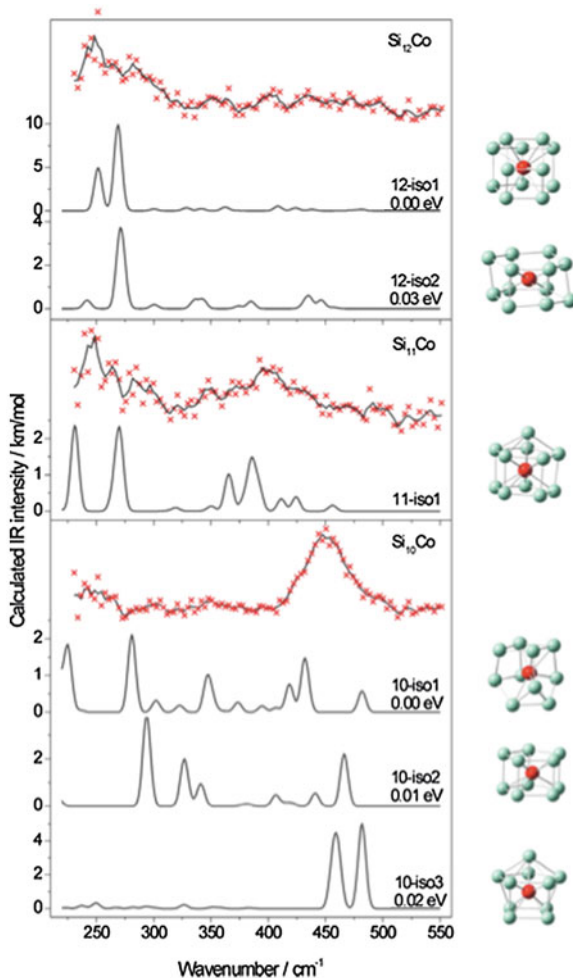 Si12Co
10
5
0
12-iso1
0.00 eV
4
2
0
12-iso2
0.03 eV
Si11Co
2
1
0
11-iso1
Si10Co
2
1
0
10-iso1
0.00 eV
2
0
10-iso2
0.01 eV
4
2
0
10-iso3
0.02 eV
250 300 350 400 450 500 550
Wavenumber / cm-1
Calculated IR intensity / km/mol